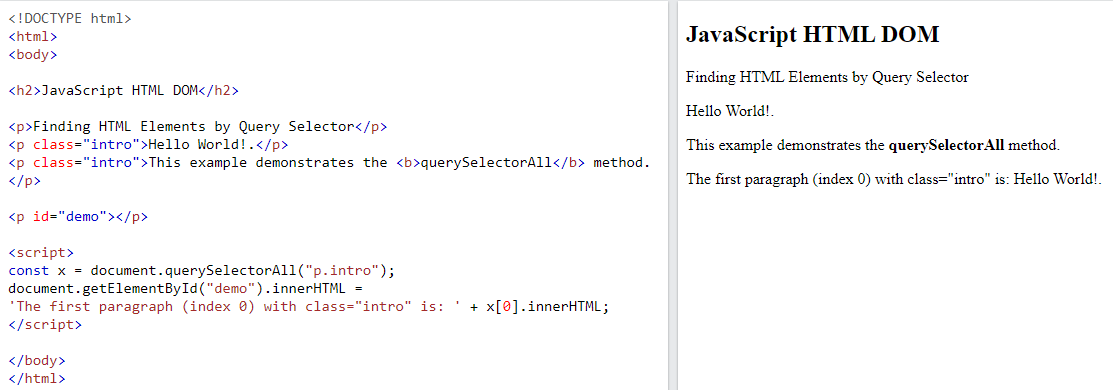 <!DOCTYPE html>
<html>
<body>
<h2>JavaScript HTML DOM</h2>
<p>Finding HTML Elements by Query Selector</p>
<p class="intro">Hello World!.</p>
<p class="intro">This example demonstrates the <b>querySelectorAll</b> method.
</p>
<p id="demo"></p>
<script>
const x = document.querySelectorAll("p.intro");
document.getElementById("demo").innerHTML =
'The first paragraph (index 0) with class="intro" is: ' + x[0].innerHTML;
</script>
</body>
</html>
JavaScript HTML DOM
Finding HTML Elements by Query Selector
Hello World!.
This example demonstrates the querySelectorAll method.
The first paragraph (index 0) with class="intro" is: Hello World!.